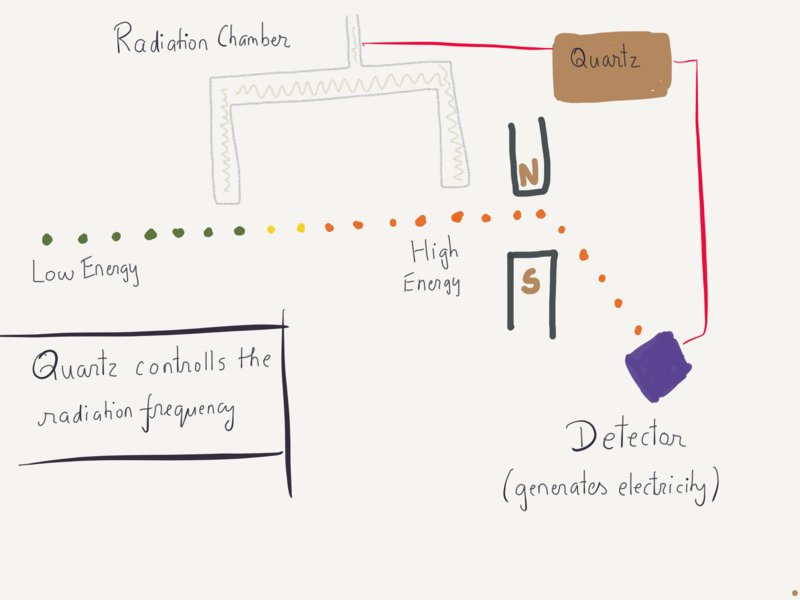 Radiation Chamber
Quartz
N
High
Energy
Low Energy
S
Quartz controlls the
radiation frequency
Detector
(generates electricity)